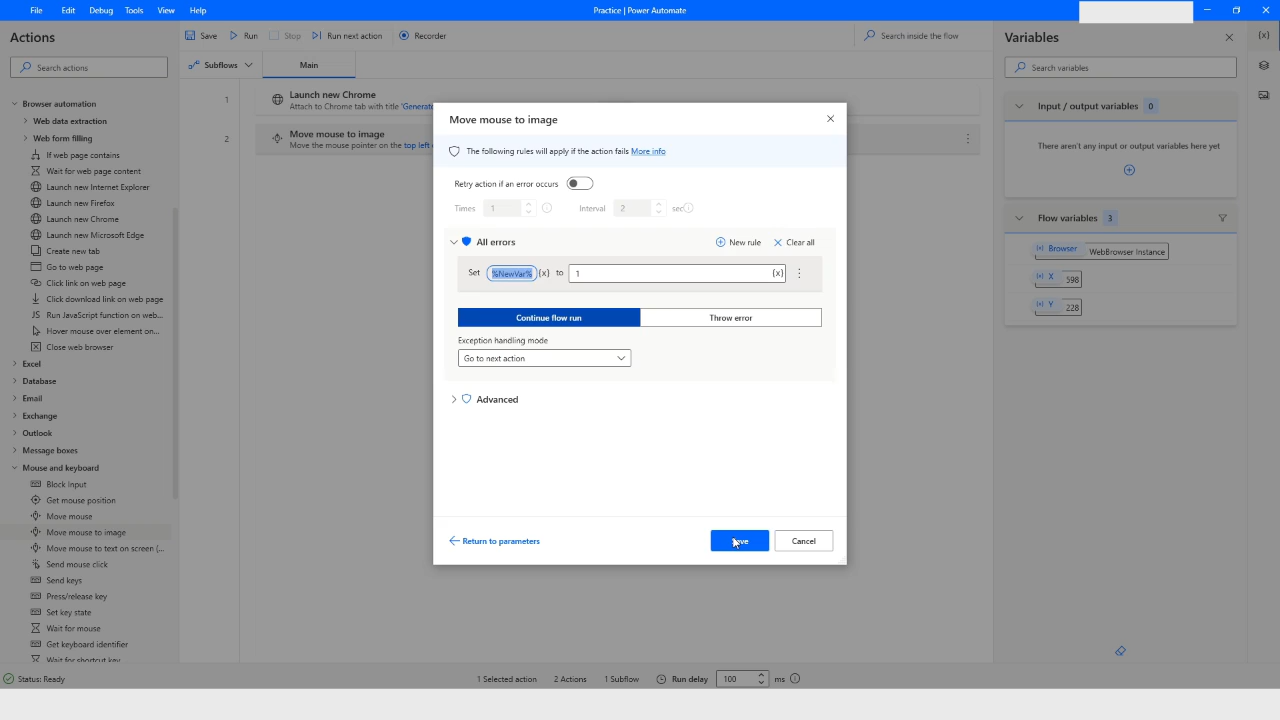 File Edit Debug Tools View Help
Practice | Power Automate
Actions
Search actions
Browser automation
Web data extraction
Web form filling
If web page contains
Wait for web page content
Launch new Internet Explorer
Launch new Firefox
Launch new Chrome
Launch new Microsoft Edge
Create new tab
Go to web page
Click link on web page
Click download link on web page
Run JavaScript function on web...
Hover mouse over element on...
Close web browser
Excel
Database
Email
Exchange
Outlook
Message boxes
Mouse and keyboard
Block Input
Get mouse position
Move mouse
Move mouse to image
Move mouse to text on screen (...
Send mouse click
Send keys
Press/release key
Set key state
Wait for mouse
Get keyboard identifier
Wait for shortcut key
Save Run Stop Run next action Recorder
Search inside the flow
Subflows Main
1 Launch new Chrome
Attach to Chrome tab with title 'Generate
2 Move mouse to image
Move the mouse pointer on the top left
Move mouse to image
The following rules will apply if the action fails More info
Retry action if an error occurs
Times 1 Interval 2 sec
All errors New rule Clear all
Set %NewVar% {x} to 1 {x}
Continue flow run Throw error
Exception handling mode
Go to next action
Advanced
Return to parameters Save Cancel
Variables {x}
Search variables
Input / output variables 0
There aren't any input or output variables here yet
Flow variables 3
{x} Browser WebBrowser Instance
{x} X 598
{x} Y 228
Status: Ready 1 Selected action 2 Actions 1 Subflow Run delay 100 ms